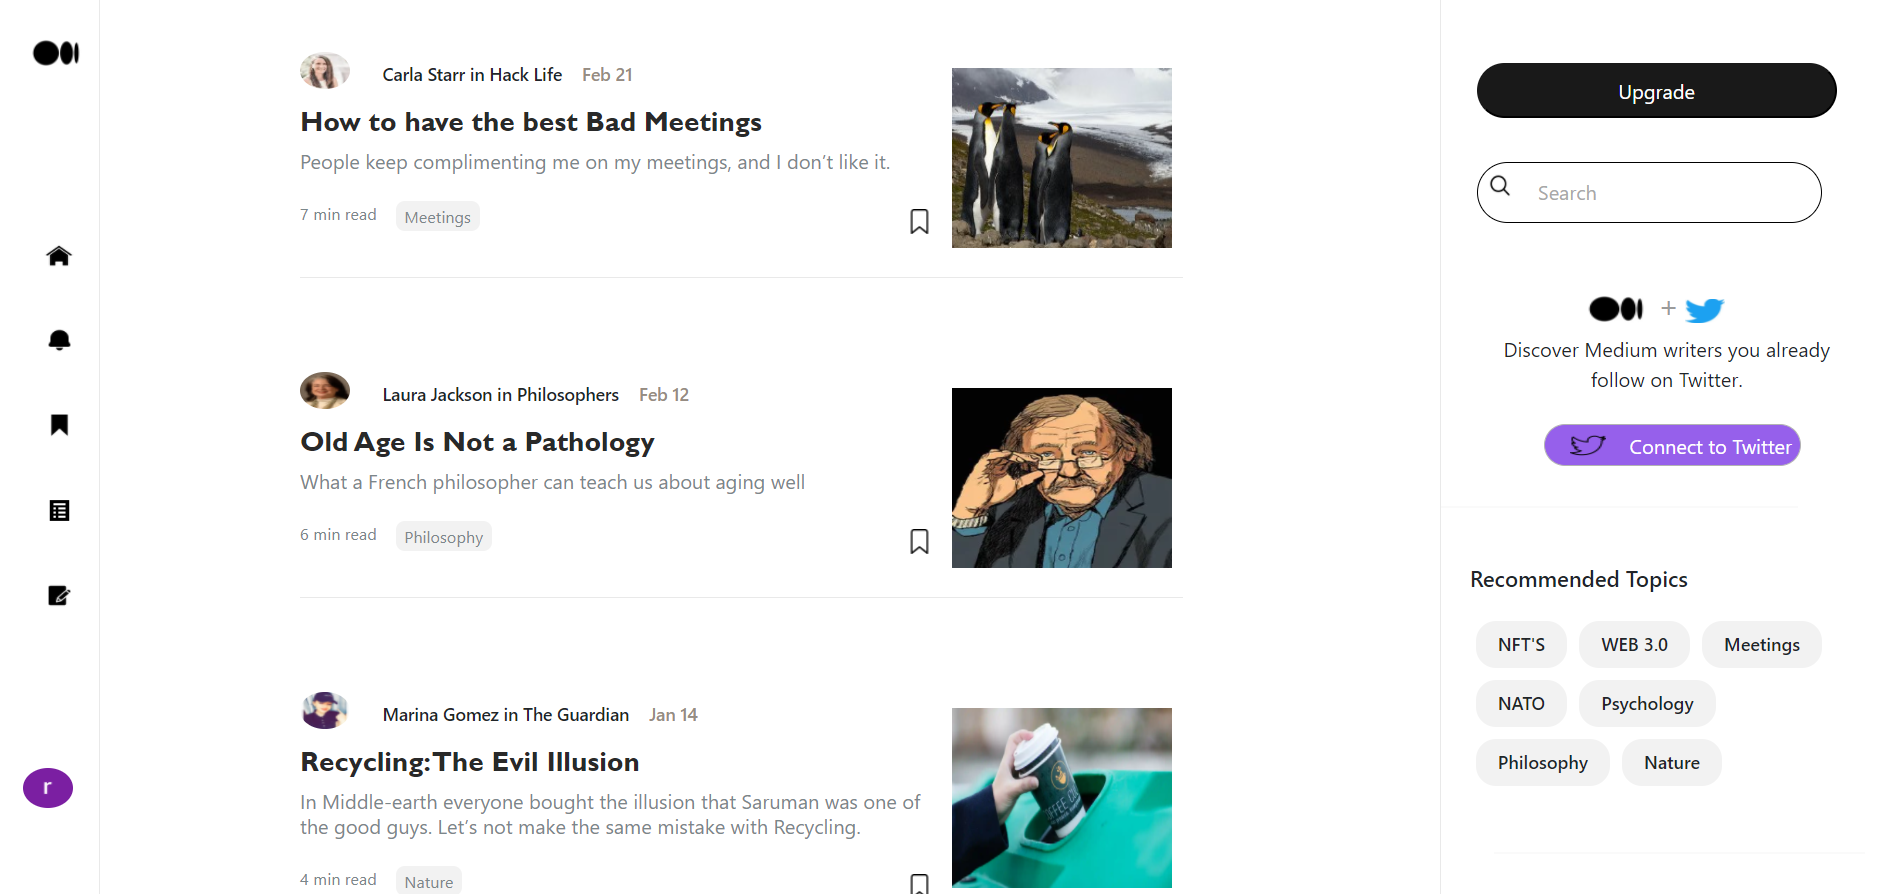 Carla Starr in Hack Life Feb 21
How to have the best Bad Meetings
People keep complimenting me on my meetings, and I don’t like it.
7 min read Meetings
Laura Jackson in Philosophers Feb 12
Old Age Is Not a Pathology
What a French philosopher can teach us about aging well
6 min read Philosophy
Marina Gomez in The Guardian Jan 14
Recycling: The Evil Illusion
In Middle-earth everyone bought the illusion that Saruman was one of
the good guys. Let’s not make the same mistake with Recycling.
4 min read Nature
COFFEE
r
Upgrade
Search
+
Discover Medium writers you already
follow on Twitter.
Connect to Twitter
Recommended Topics
NFT'S WEB 3.0 Meetings
NATO Psychology
Philosophy Nature